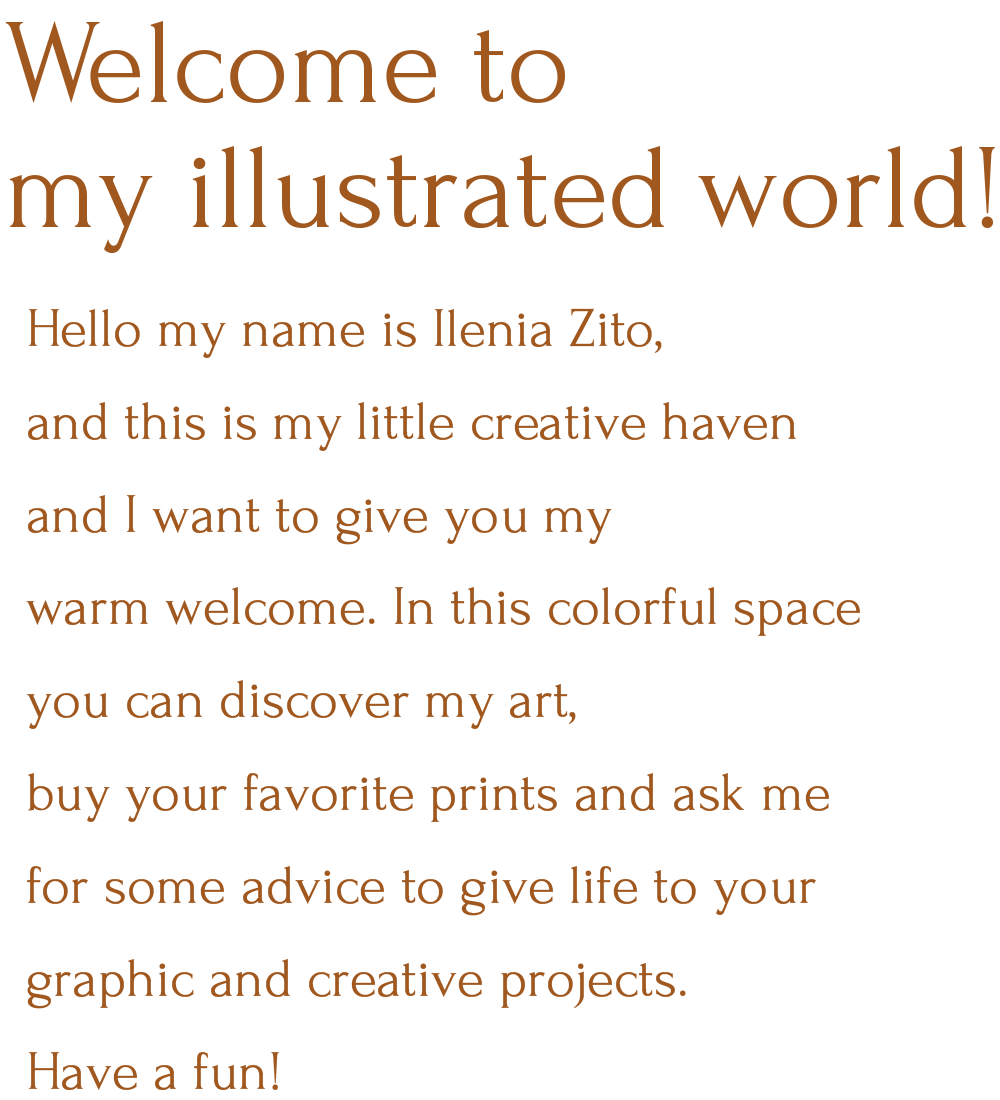 Welcome to
my illustrated world!
Hello my name is Ilenia Zito,
and this is my little creative haven
and I want to give you my
warm welcome. In this colorful space
you can discover my art,
buy your favorite prints and ask me
for some advice to give life to your
graphic and creative projects.
Have a fun!